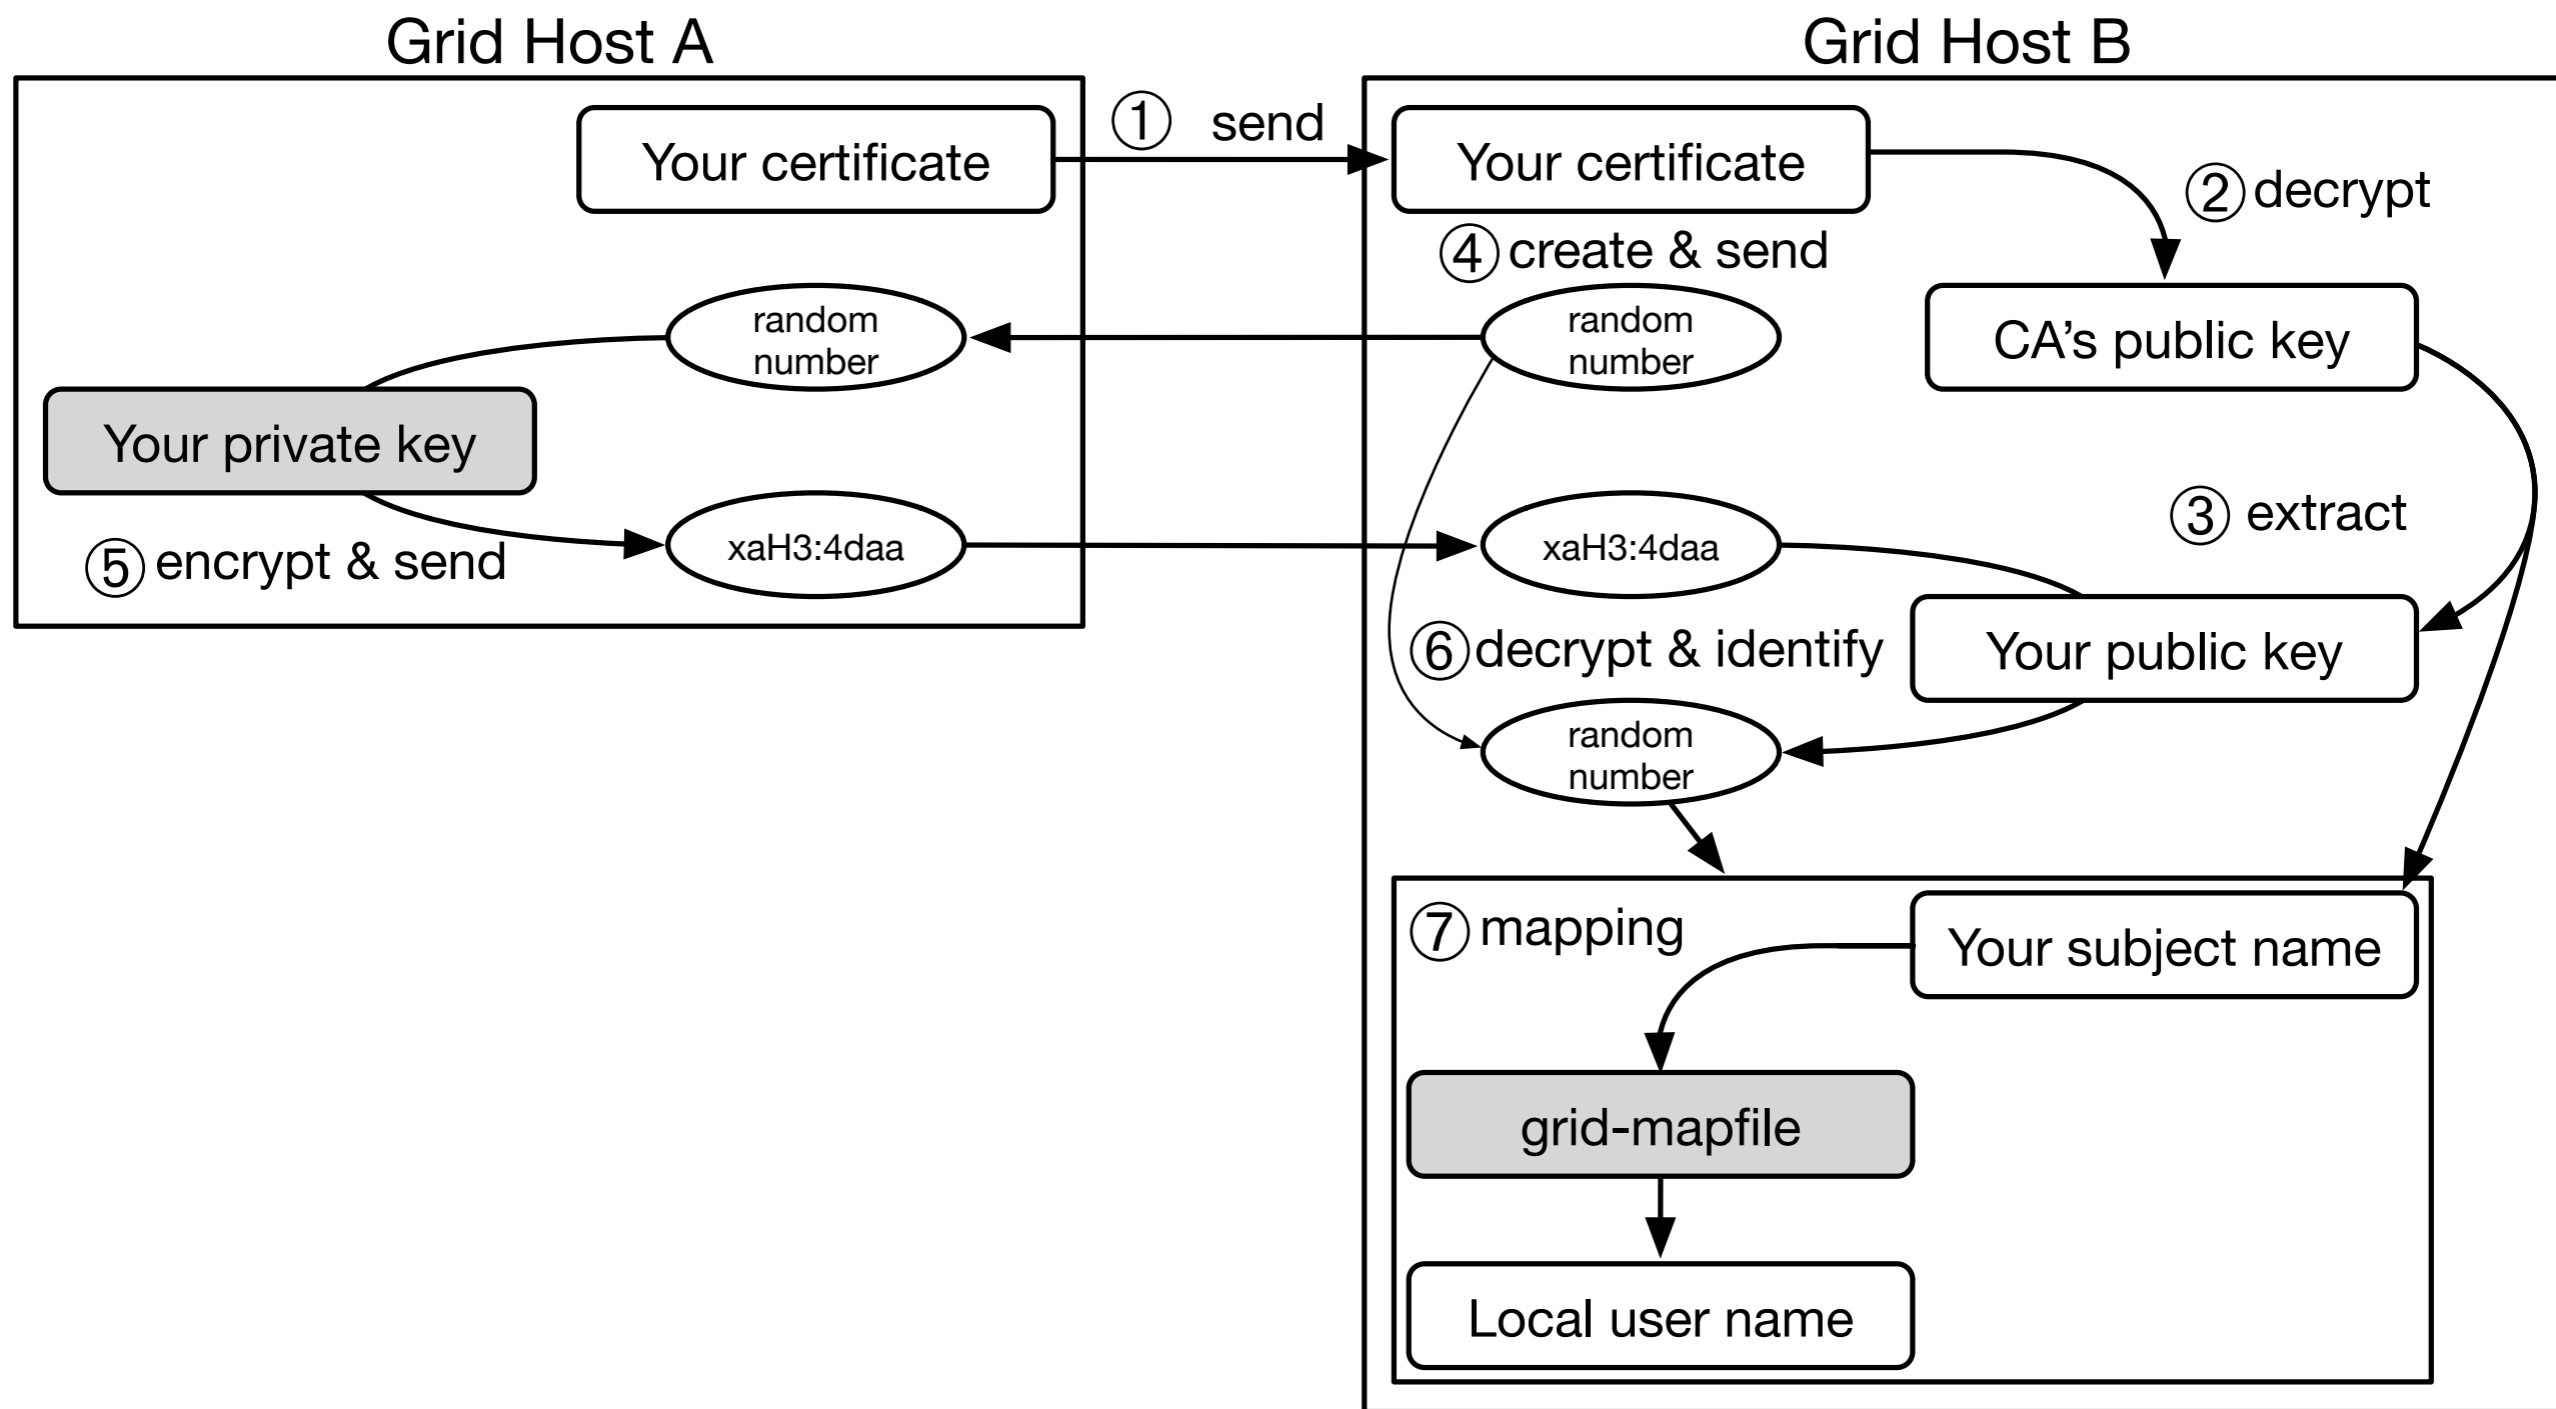 Grid Host A
Grid Host B
Your certificate
① send
Your certificate
② decrypt
④ create & send
random
number
random
number
CA’s public key
Your private key
③ extract
⑤ encrypt & send
xaH3:4daa
xaH3:4daa
⑥ decrypt & identify
Your public key
random
number
⑦ mapping
Your subject name
grid-mapfile
Local user name